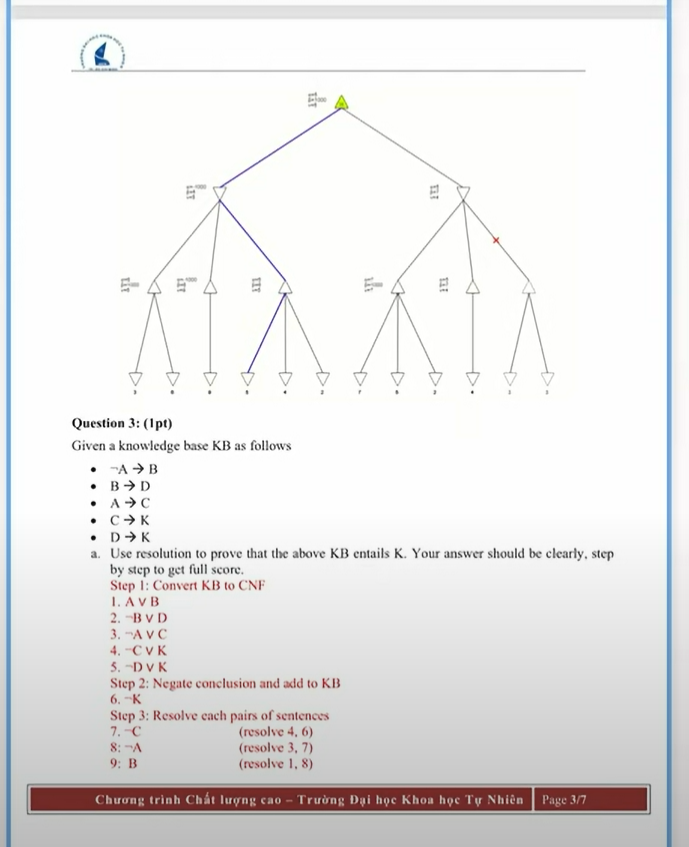 Question 3: (1pt)
Given a knowledge base KB as follows
• ¬A → B
• B → D
• A → C
• C → K
• D → K
a. Use resolution to prove that the above KB entails K. Your answer should be clearly, step
by step to get full score.
Step 1: Convert KB to CNF
1. A V B
2. ¬B V D
3. ¬A V C
4. ¬C V K
5. ¬D V K
Step 2: Negate conclusion and add to KB
6. ¬K
Step 3: Resolve each pairs of sentences
7. ¬C (resolve 4, 6)
8: ¬A (resolve 3, 7)
9: B (resolve 1, 8)
Chương trình Chất lượng cao – Trường Đại học Khoa học Tự Nhiên Page 3/7